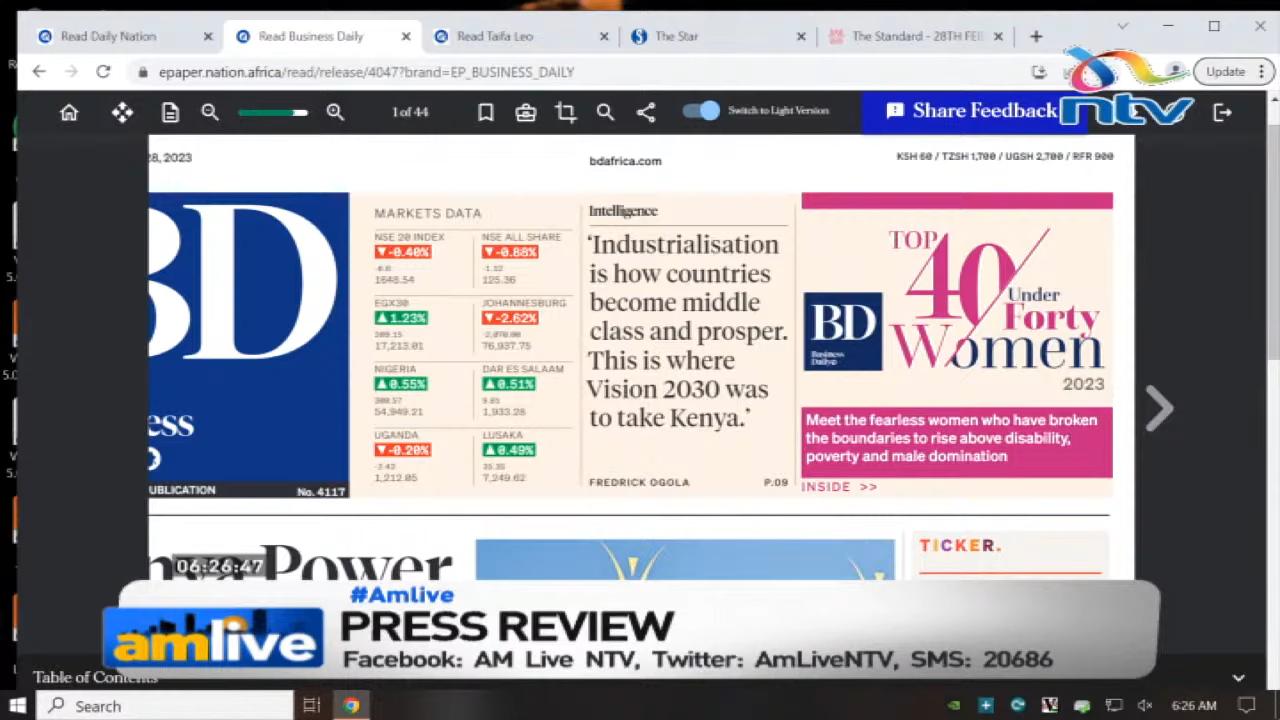 Read Daily Nation
Read Business Daily
Read Taifa Leo
The Star
The Standard - 28TH FEB
epaper.nation.africa/read/release/4047?brand=EP_BUSINESS_DAILY
Update
ntv
1 of 44
Switch to Light Version
Share Feedback
28, 2023
bdafrica.com
KSH 60 / TZSH 1,700 / UGSH 2,700 / RFR 900
BD
ess
UBLICATION
No. 4117
MARKETS DATA
NSE 20 INDEX
-0.40%
1648.54
NSE ALL SHARE
-0.88%
125.36
EGX30
1.23%
209.15
17,213.01
JOHANNESBURG
-2.62%
-2,070.00
76,937.75
NIGERIA
0.55%
54,949.21
DAR ES SALAAM
0.51%
1,933.28
UGANDA
-0.20%
1,212.05
LUSAKA
0.49%
7,249.62
Intelligence
‘Industrialisation
is how countries
become middle
class and prosper.
This is where
Vision 2030 was
to take Kenya.’
FREDRICK OGOLA
P.09
BD
Business
Daily
TOP
40
Under
Forty
Women
2023
Meet the fearless women who have broken
the boundaries to rise above disability,
poverty and male domination
INSIDE >>
nya Power
TICKER.
06:26:47
#Amlive
amlive
PRESS REVIEW
Facebook: AM Live NTV, Twitter: AmLiveNTV, SMS: 20686
Table of Contents
Search
6:26 AM